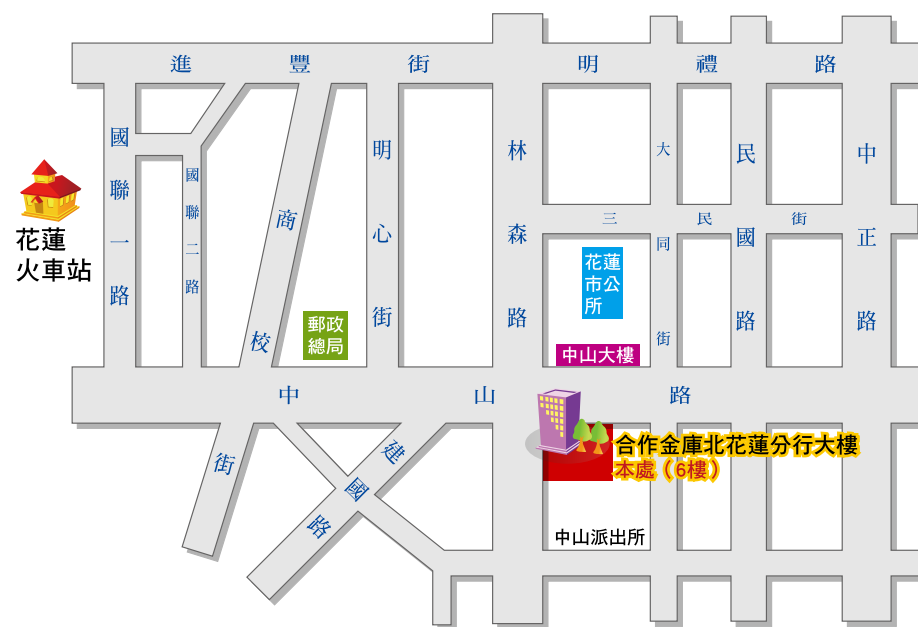 進豐街
明禮路
國聯一路
國聯二路
商校街
明心街
林森路
大同街
民國路
中正路
三民街
花蓮
火車站
郵政
總局
花蓮
市公
所
中山大樓
中山路
合作金庫北花蓮分行大樓
本處（6樓）
建國路
中山派出所